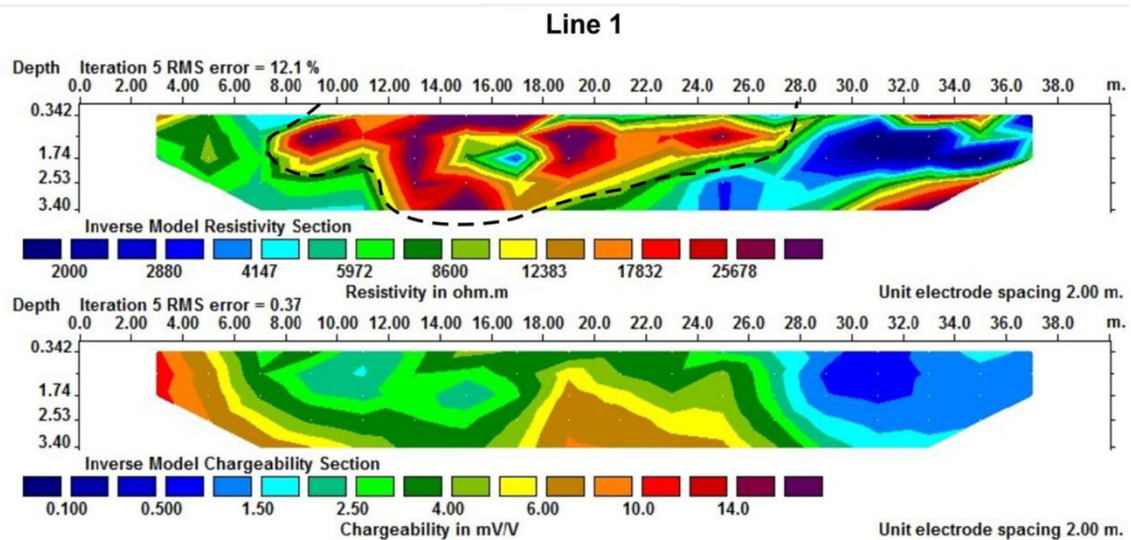 Line 1
Depth Iteration 5 RMS error = 12.1 %
0.0 2.00 4.00 6.00 8.00 10.00 12.00 14.00 16.00 18.00 20.0 22.0 24.0 26.0 28.0 30.0 32.0 34.0 36.0 38.0 m.
0.342
1.74
2.53
3.40
Inverse Model Resistivity Section
2000 2880 4147 5972 8600 12383 17832 25678
Resistivity in ohm.m Unit electrode spacing 2.00 m.
Depth Iteration 5 RMS error = 0.37
0.0 2.00 4.00 6.00 8.00 10.00 12.00 14.00 16.00 18.00 20.0 22.0 24.0 26.0 28.0 30.0 32.0 34.0 36.0 38.0 m.
0.342
1.74
2.53
3.40
Inverse Model Chargeability Section
0.100 0.500 1.50 2.50 4.00 6.00 10.0 14.0
Chargeability in mV/V Unit electrode spacing 2.00 m.